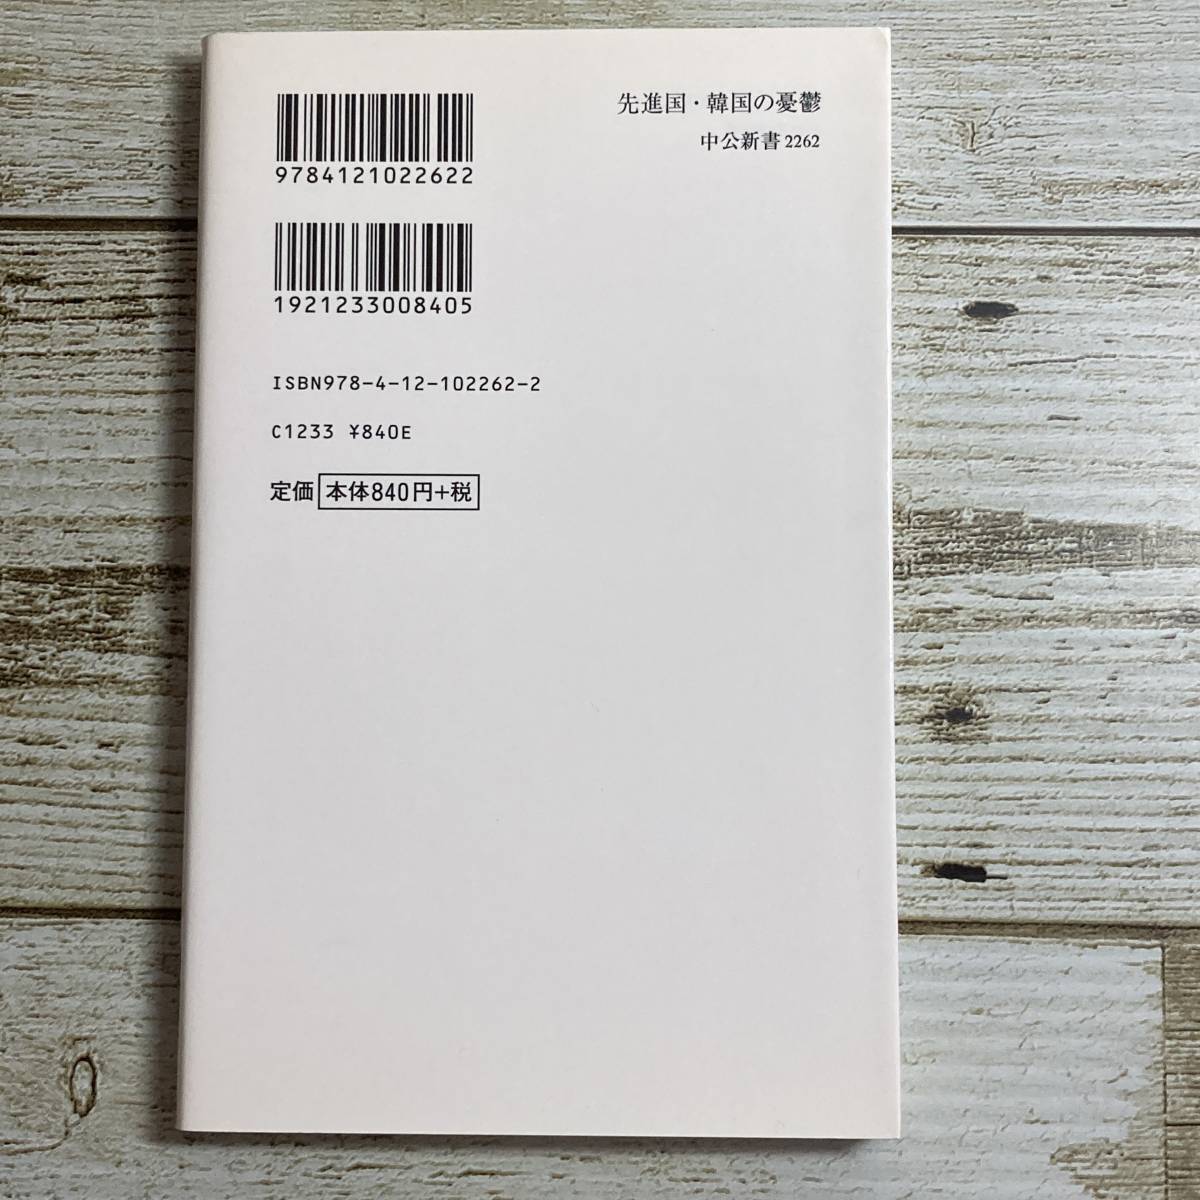 先進国・韓国の憂鬱
中公新書 2262
9784121022622
1921233008405
ISBN978-4-12-102262-2
C1233 ¥840E
定価 本体840円+税